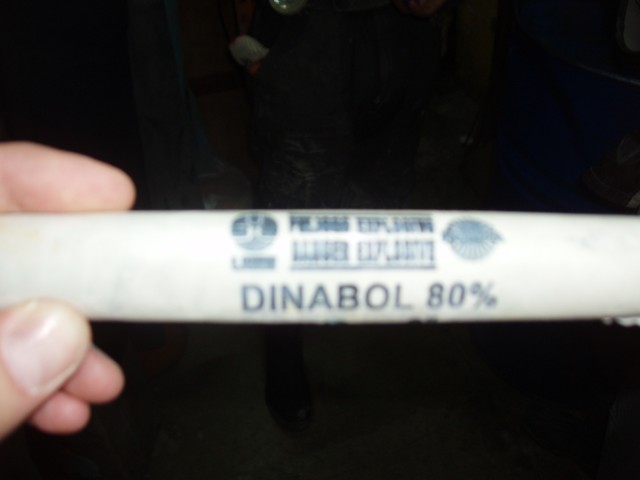 PELIGRO EXPLOSIVO
DANGER EXPLOSIVE
DINABOL 80%